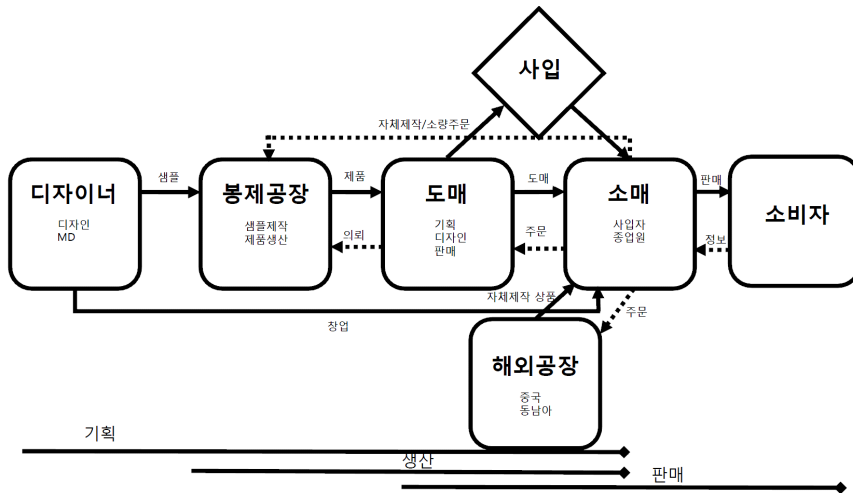 사입
자체제작/소량주문
디자이너
디자인
MD
샘플
봉제공장
샘플제작
제품생산
제품
의뢰
도매
기획
디자인
판매
도매
주문
소매
사입자
종업원
판매
정보
소비자
자체제작 상품
창업
주문
해외공장
중국
동남아
기획
생산
판매